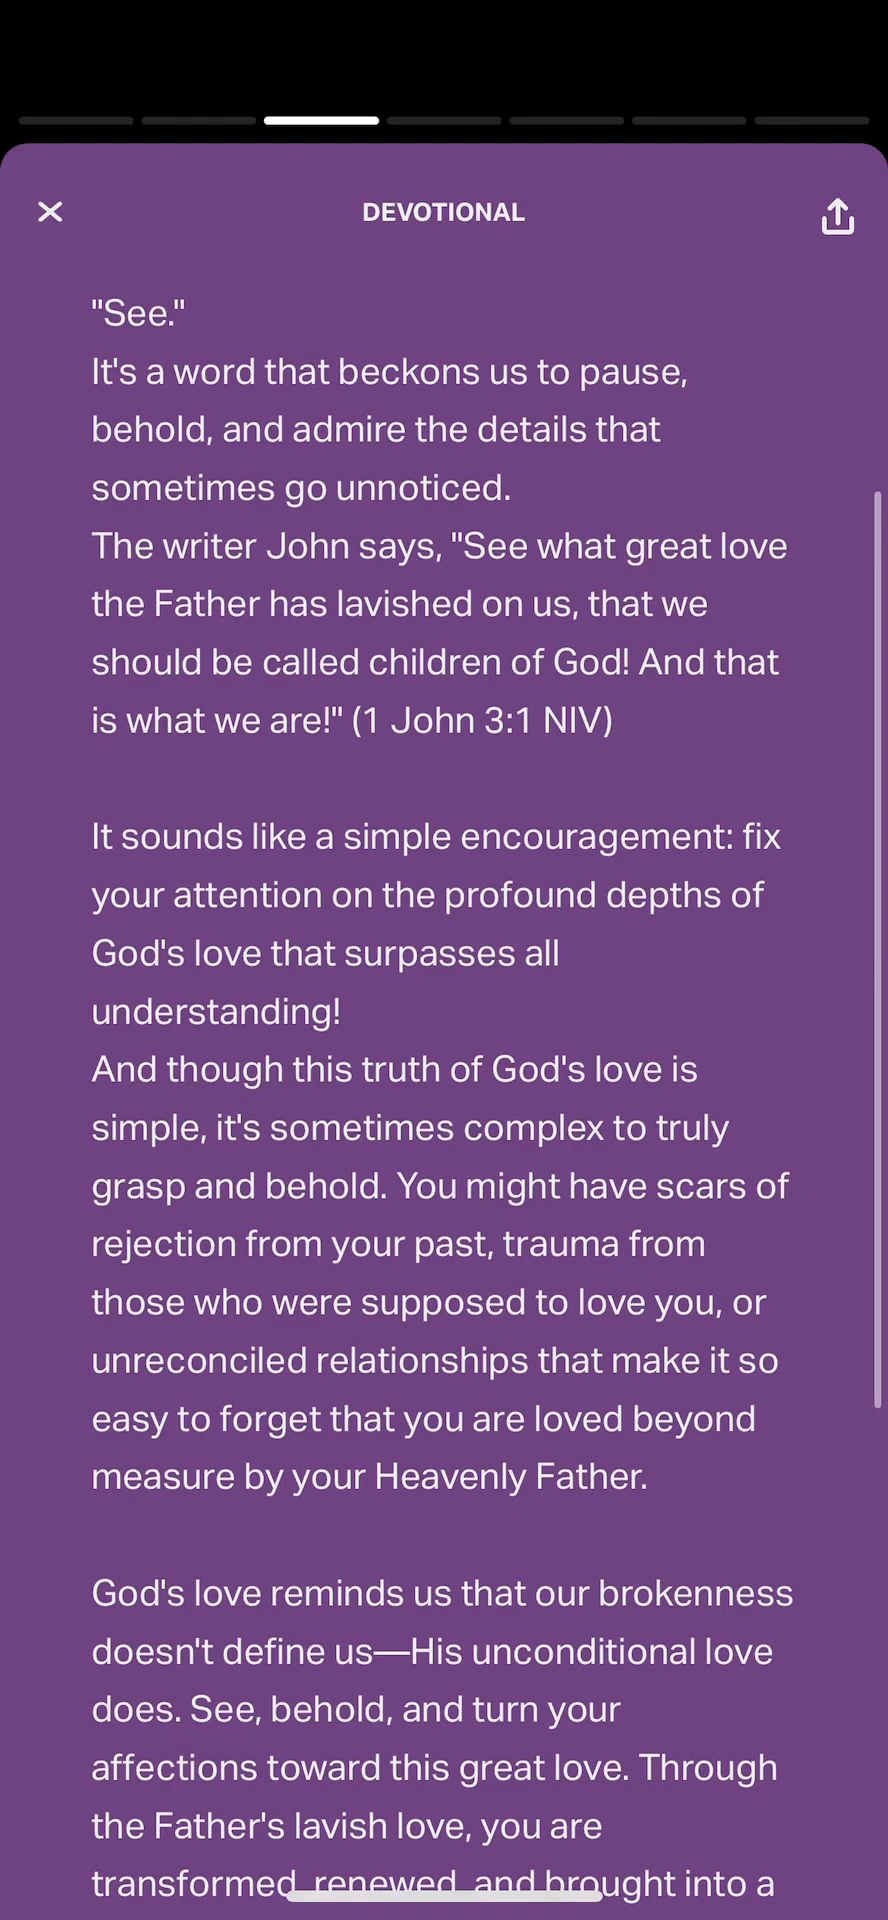 DEVOTIONAL
"See."
It's a word that beckons us to pause,
behold, and admire the details that
sometimes go unnoticed.
The writer John says, "See what great love
the Father has lavished on us, that we
should be called children of God! And that
is what we are!" (1 John 3:1 NIV)
It sounds like a simple encouragement: fix
your attention on the profound depths of
God's love that surpasses all
understanding!
And though this truth of God's love is
simple, it's sometimes complex to truly
grasp and behold. You might have scars of
rejection from your past, trauma from
those who were supposed to love you, or
unreconciled relationships that make it so
easy to forget that you are loved beyond
measure by your Heavenly Father.
God's love reminds us that our brokenness
doesn't define us—His unconditional love
does. See, behold, and turn your
affections toward this great love. Through
the Father's lavish love, you are
transformed, renewed, and brought into a